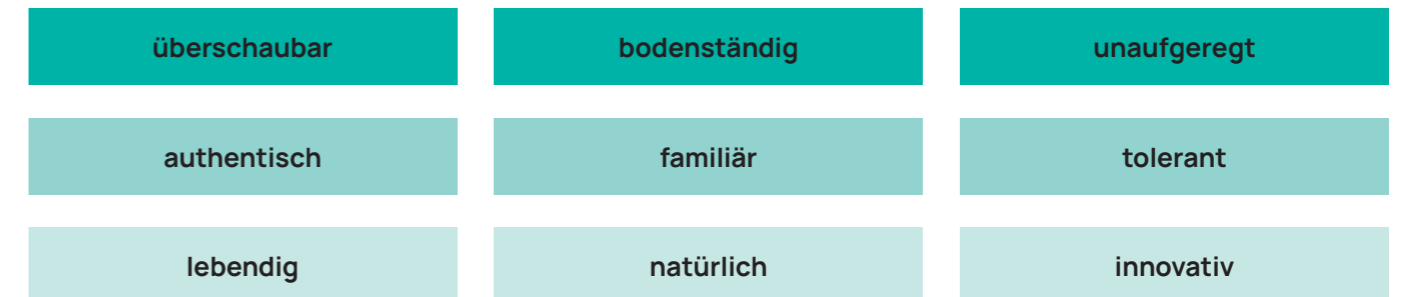 überschaubar bodenständig unaufgeregt
authentisch familiär tolerant
lebendig natürlich innovativ